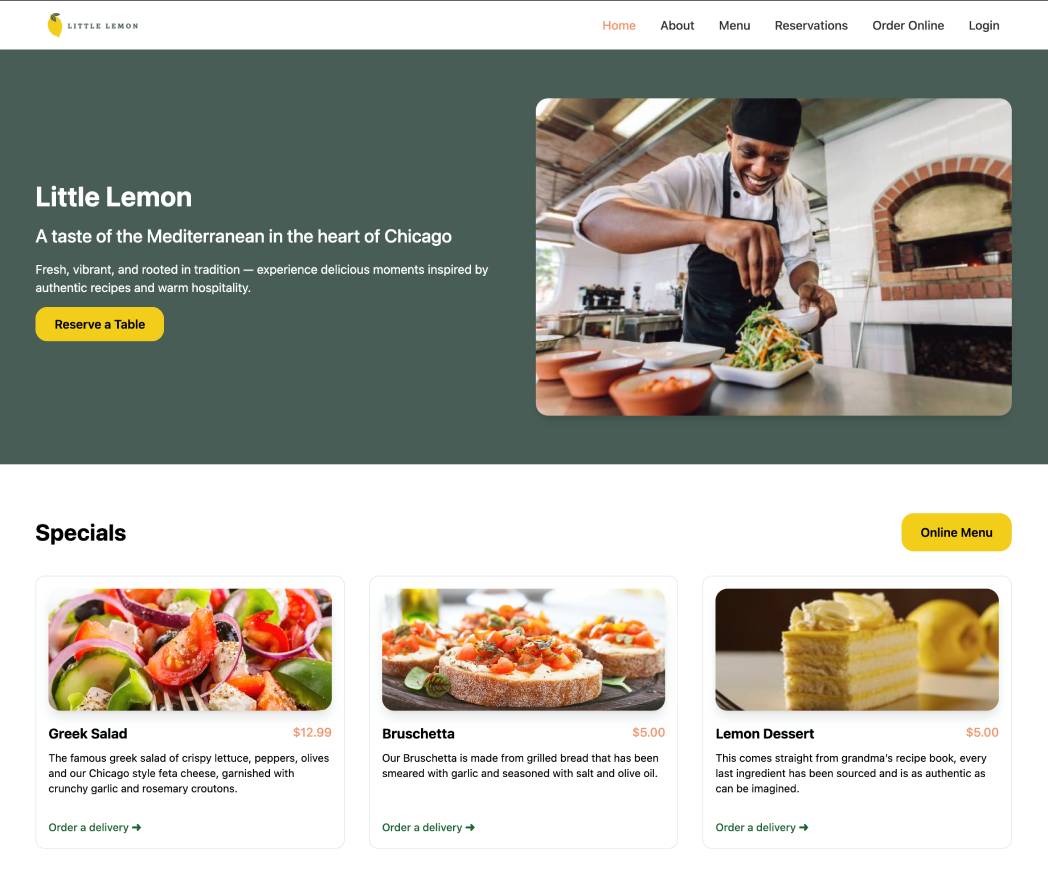 LITTLE LEMON
Home About Menu Reservations Order Online Login
Little Lemon
A taste of the Mediterranean in the heart of Chicago
Fresh, vibrant, and rooted in tradition — experience delicious moments inspired by
authentic recipes and warm hospitality.
Reserve a Table
Specials
Online Menu
Greek Salad $12.99
The famous greek salad of crispy lettuce, peppers, olives
and our Chicago style feta cheese, garnished with
crunchy garlic and rosemary croutons.
Order a delivery ➜
Bruschetta $5.00
Our Bruschetta is made from grilled bread that has been
smeared with garlic and seasoned with salt and olive oil.
Order a delivery ➜
Lemon Dessert $5.00
This comes straight from grandma's recipe book, every
last ingredient has been sourced and is as authentic as
can be imagined.
Order a delivery ➜